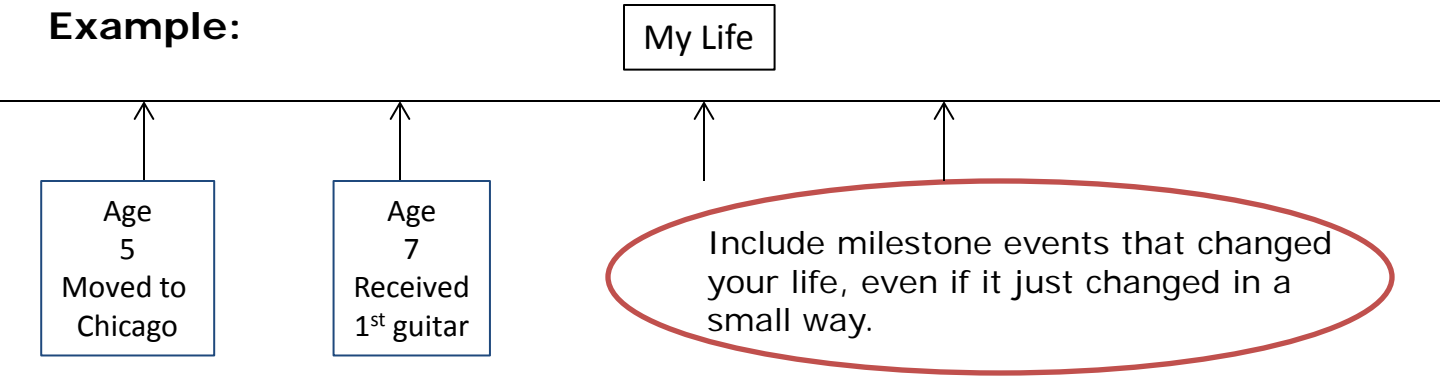 Example:
My Life
Age
5
Moved to
Chicago
Age
7
Received
1st guitar
Include milestone events that changed
your life, even if it just changed in a
small way.